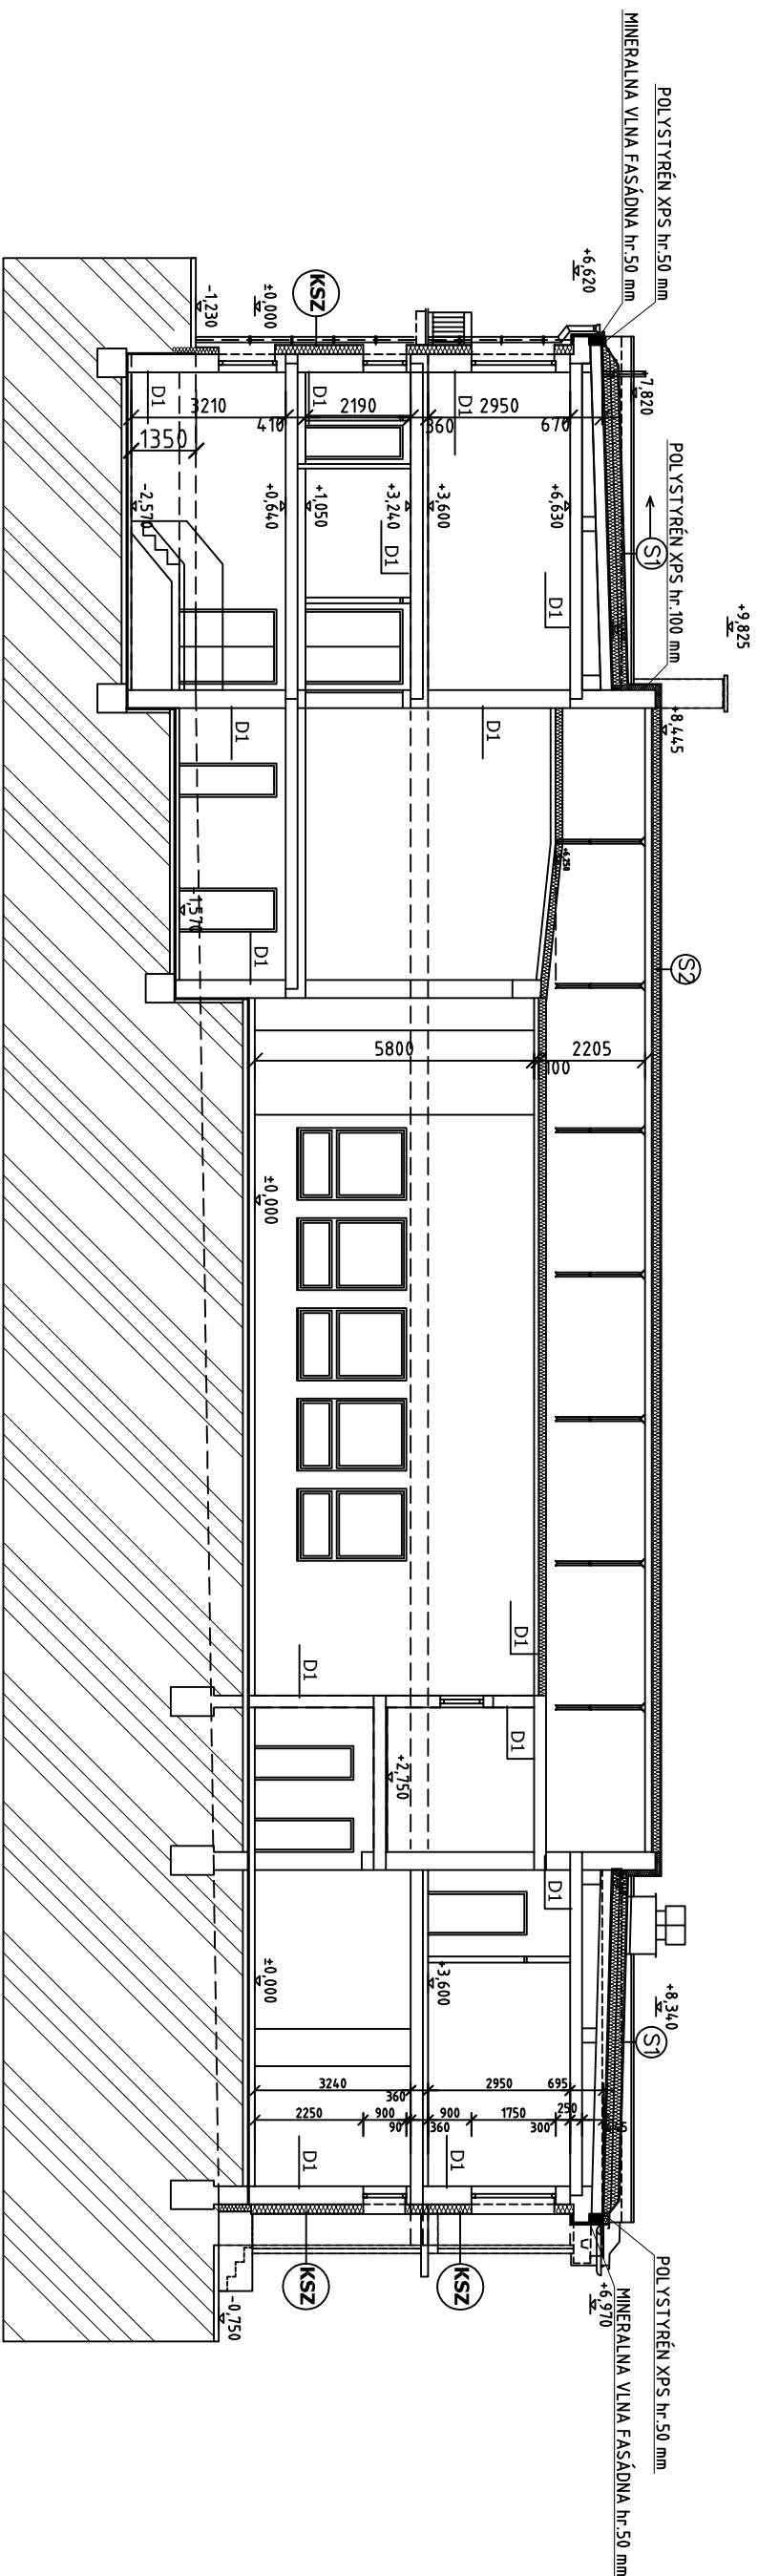 MINERALNA VLNA FASÁDNA hr.50 mm
POLYSTYRÉN XPS hr.50 mm
+6,620
±0,000
-1,230
KSZ
7,820
POLYSTYRÉN XPS hr.100 mm
S1
+9,825
3210
410
2190
360
2950
670
1350
D1
D1
-2,570
+0,640
+1,050
+3,240
+3,600
+6,630
D1
D1
+8,445
D1
D1
+6,250
-1,570
D1
S2
5800
100
2205
±0,000
D1
D1
D1
+2,750
D1
±0,000
+3,600
+8,340
S1
3240
360
2950
695
2250
900
90
360
900
1750
300
250
D1
D1
KSZ
KSZ
-0,750
+6,970
POLYSTYRÉN XPS hr.50 mm
MINERALNA VLNA FASÁDNA hr.50 mm